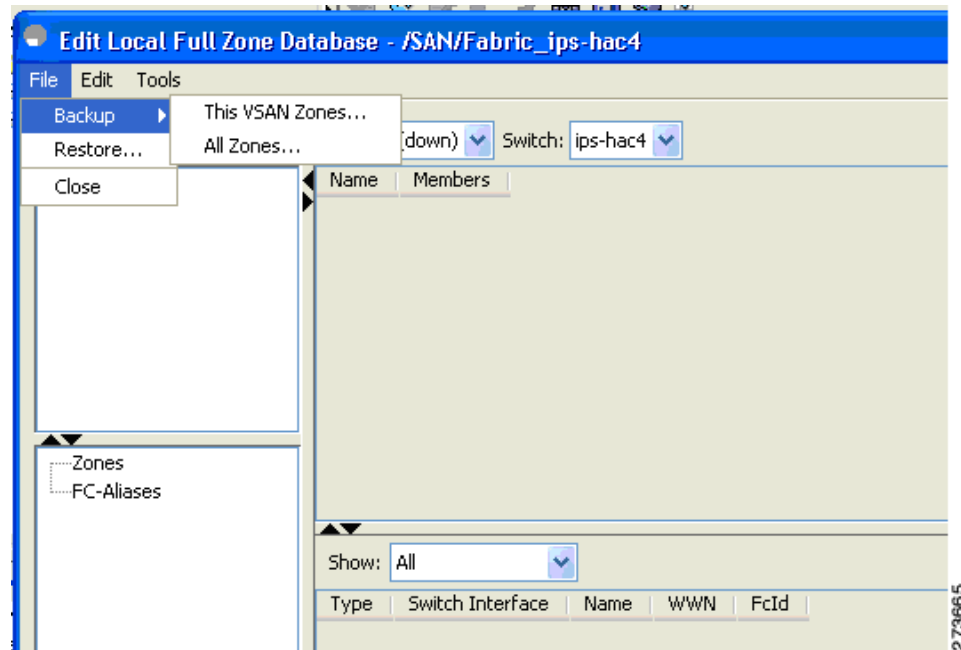 Edit Local Full Zone Database - /SAN/Fabric_ips-hac4
File Edit Tools
Backup This VSAN Zones...
Restore... All Zones...
Close
(down) Switch: ips-hac4
Name Members
Zones
FC-Aliases
Show: All
Type Switch Interface Name WWN FcId
273665